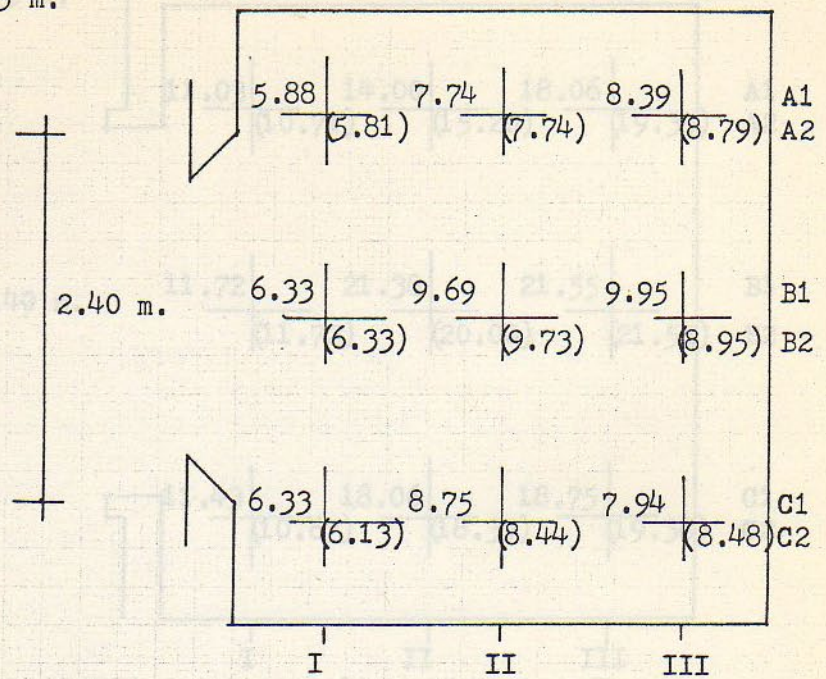 m.
5.88 7.74 8.39 A1
(5.81) (7.74) (8.79) A2
2.40 m.
6.33 9.69 9.95 B1
(6.33) (9.73) (8.95) B2
6.33 8.75 7.94 C1
(6.13) (8.44) (8.48) C2
I II III